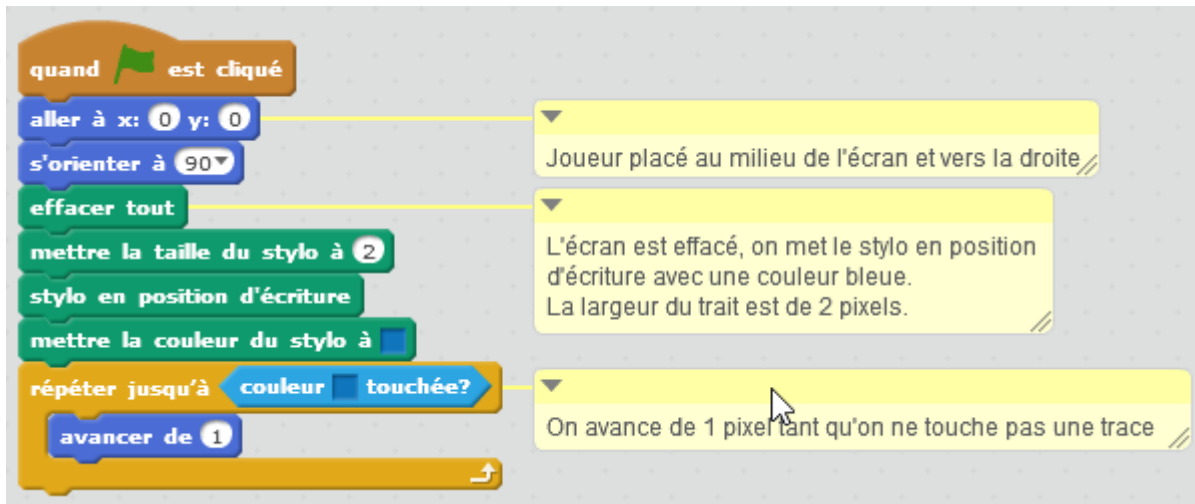 quand est cliqué
aller à x: 0 y: 0
Joueur placé au milieu de l'écran et vers la droite
s'orienter à 90
effacer tout
L'écran est effacé, on met le stylo en position
d'écriture avec une couleur bleue.
La largeur du trait est de 2 pixels.
mettre la taille du stylo à 2
stylo en position d'écriture
mettre la couleur du stylo à
répéter jusqu'à couleur touchée?
On avance de 1 pixel tant qu'on ne touche pas une trace
avancer de 1